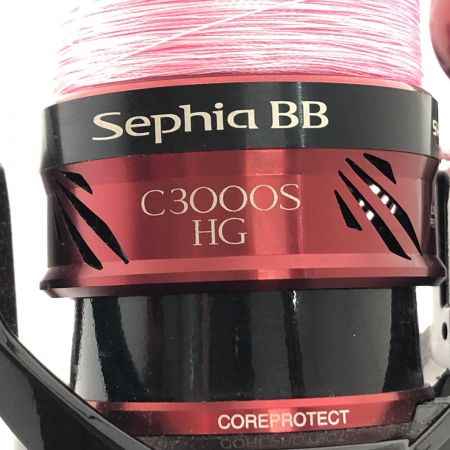 Sephia BB
C3000S
HG
COREPROTECT